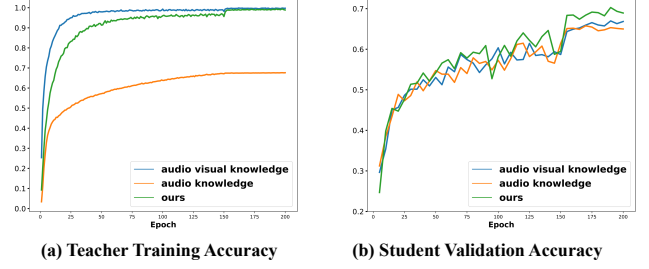 1.0
0.9
0.8
0.7
0.6
0.5
0.4
0.3
0.2
0.1
0.0
0 25 50 75 100 125 150 175 200
Epoch
audio visual knowledge
audio knowledge
ours
(a) Teacher Training Accuracy
0.7
0.6
0.5
0.4
0.3
0.2
0 25 50 75 100 125 150 175 200
Epoch
audio visual knowledge
audio knowledge
ours
(b) Student Validation Accuracy